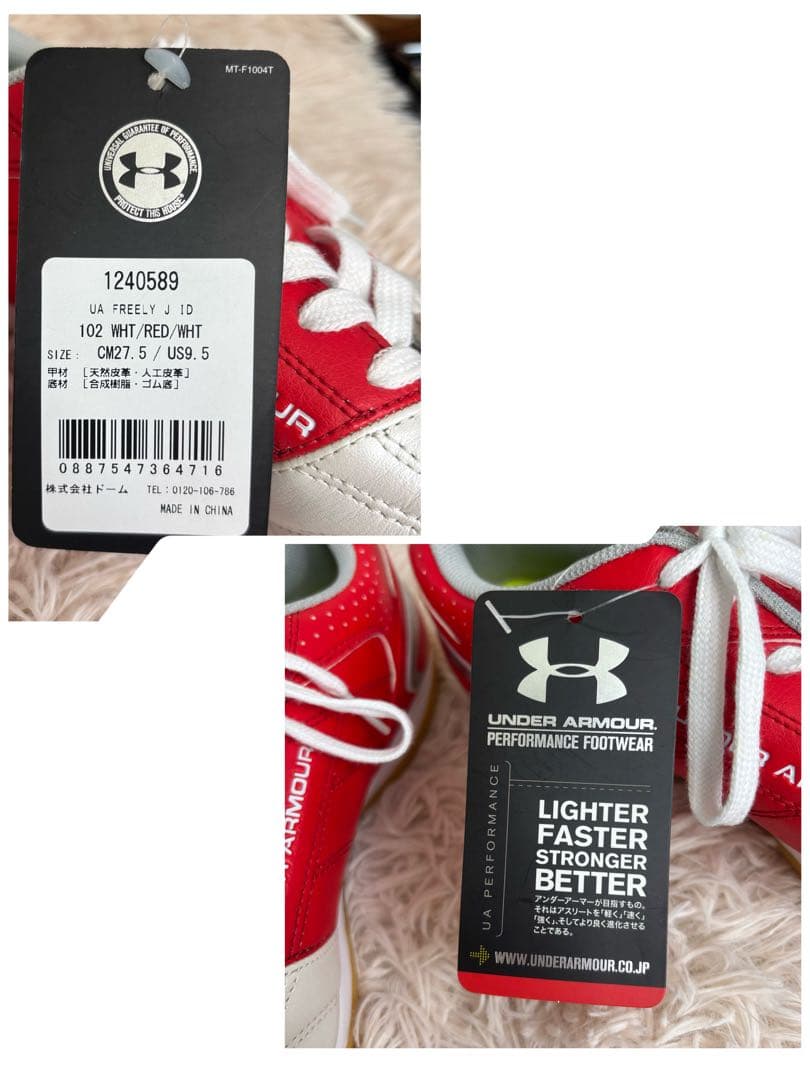 MT-F1004T
UNIVERSAL GUARANTEE OF PERFORMANCE
PROTECT THIS HOUSE®
1240589
UA FREELY J ID
102 WHT/RED/WHT
SIZE: CM27.5 / US9.5
甲材 [天然皮革・人工皮革]
底材 [合成樹脂・ゴム底]
0887547364716
株式会社ドーム TEL:0120-106-786
MADE IN CHINA
UR
ARMOUR
UNDER ARMOUR.
PERFORMANCE FOOTWEAR
UA PERFORMANCE
LIGHTER
FASTER
STRONGER
BETTER
アンダーアーマーが目指すもの。
それはアスリートを「軽く」「速く」
「強く」、そしてより良く進化させる
ことである。
WWW.UNDERARMOUR.CO.JP
UNDER A